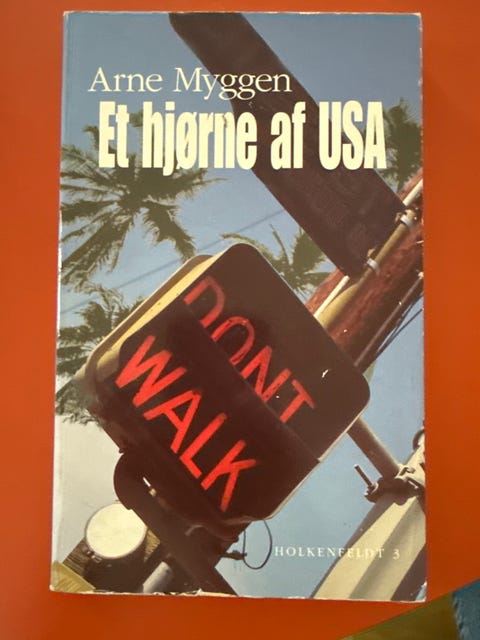 Arne Myggen
Et hjørne af USA
DONT
WALK
HOLKENFELDT 3